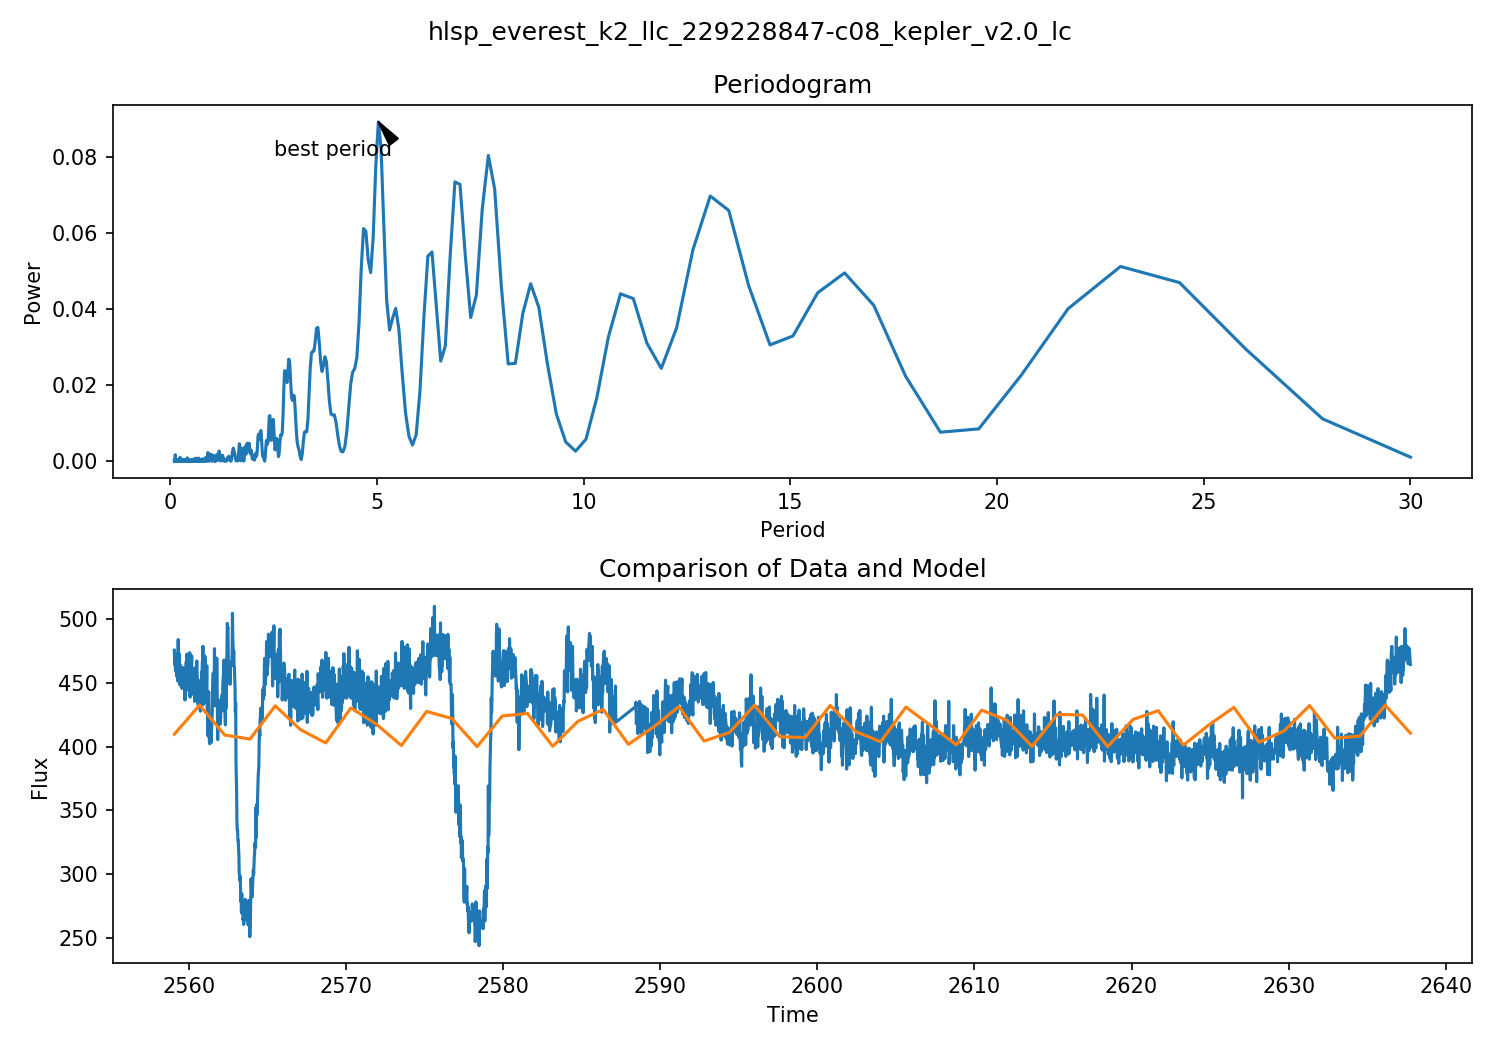 hlsp_everest_k2_llc_229228847-c08_kepler_v2.0_lc
Periodogram
best period
Power
0.08
0.06
0.04
0.02
0.00
0 5 10 15 20 25 30
Period
Comparison of Data and Model
Flux
500
450
400
350
300
250
2560 2570 2580 2590 2600 2610 2620 2630 2640
Time